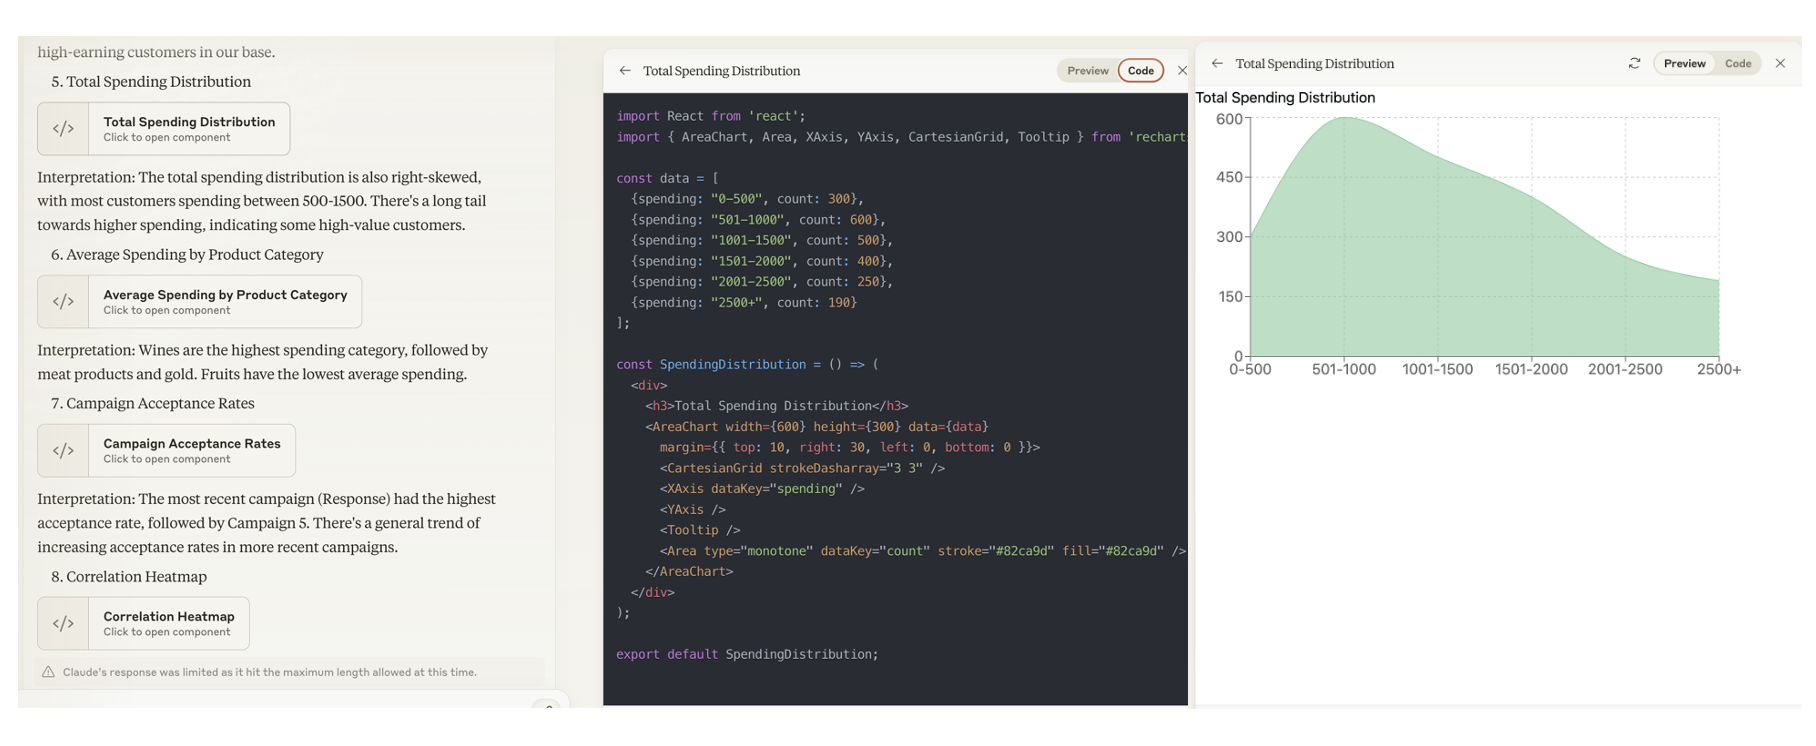 high-earning customers in our base.
5. Total Spending Distribution
</>
Total Spending Distribution
Click to open component
Interpretation: The total spending distribution is also right-skewed,
with most customers spending between 500-1500. There's a long tail
towards higher spending, indicating some high-value customers.
6. Average Spending by Product Category
</>
Average Spending by Product Category
Click to open component
Interpretation: Wines are the highest spending category, followed by
meat products and gold. Fruits have the lowest average spending.
7. Campaign Acceptance Rates
</>
Campaign Acceptance Rates
Click to open component
Interpretation: The most recent campaign (Response) had the highest
acceptance rate, followed by Campaign 5. There's a general trend of
increasing acceptance rates in more recent campaigns.
8. Correlation Heatmap
</>
Correlation Heatmap
Click to open component
Claude's response was limited as it hit the maximum length allowed at this time.
Total Spending Distribution
Preview Code
import React from 'react';
import { AreaChart, Area, XAxis, YAxis, CartesianGrid, Tooltip } from 'rechart
const data = [
{spending: "0-500", count: 300},
{spending: "501-1000", count: 600},
{spending: "1001-1500", count: 500},
{spending: "1501-2000", count: 400},
{spending: "2001-2500", count: 250},
{spending: "2500+", count: 190}
];
const SpendingDistribution = () => (
<div>
<h3>Total Spending Distribution</h3>
<AreaChart width={600} height={300} data={data}
margin={{ top: 10, right: 30, left: 0, bottom: 0 }}>
<CartesianGrid strokeDasharray="3 3" />
<XAxis dataKey="spending" />
<YAxis />
<Tooltip />
<Area type="monotone" dataKey="count" stroke="#82ca9d" fill="#82ca9d" />
</AreaChart>
</div>
);
export default SpendingDistribution;
Total Spending Distribution
Preview Code
Total Spending Distribution
600
450
300
150
0
0-500 501-1000 1001-1500 1501-2000 2001-2500 2500+